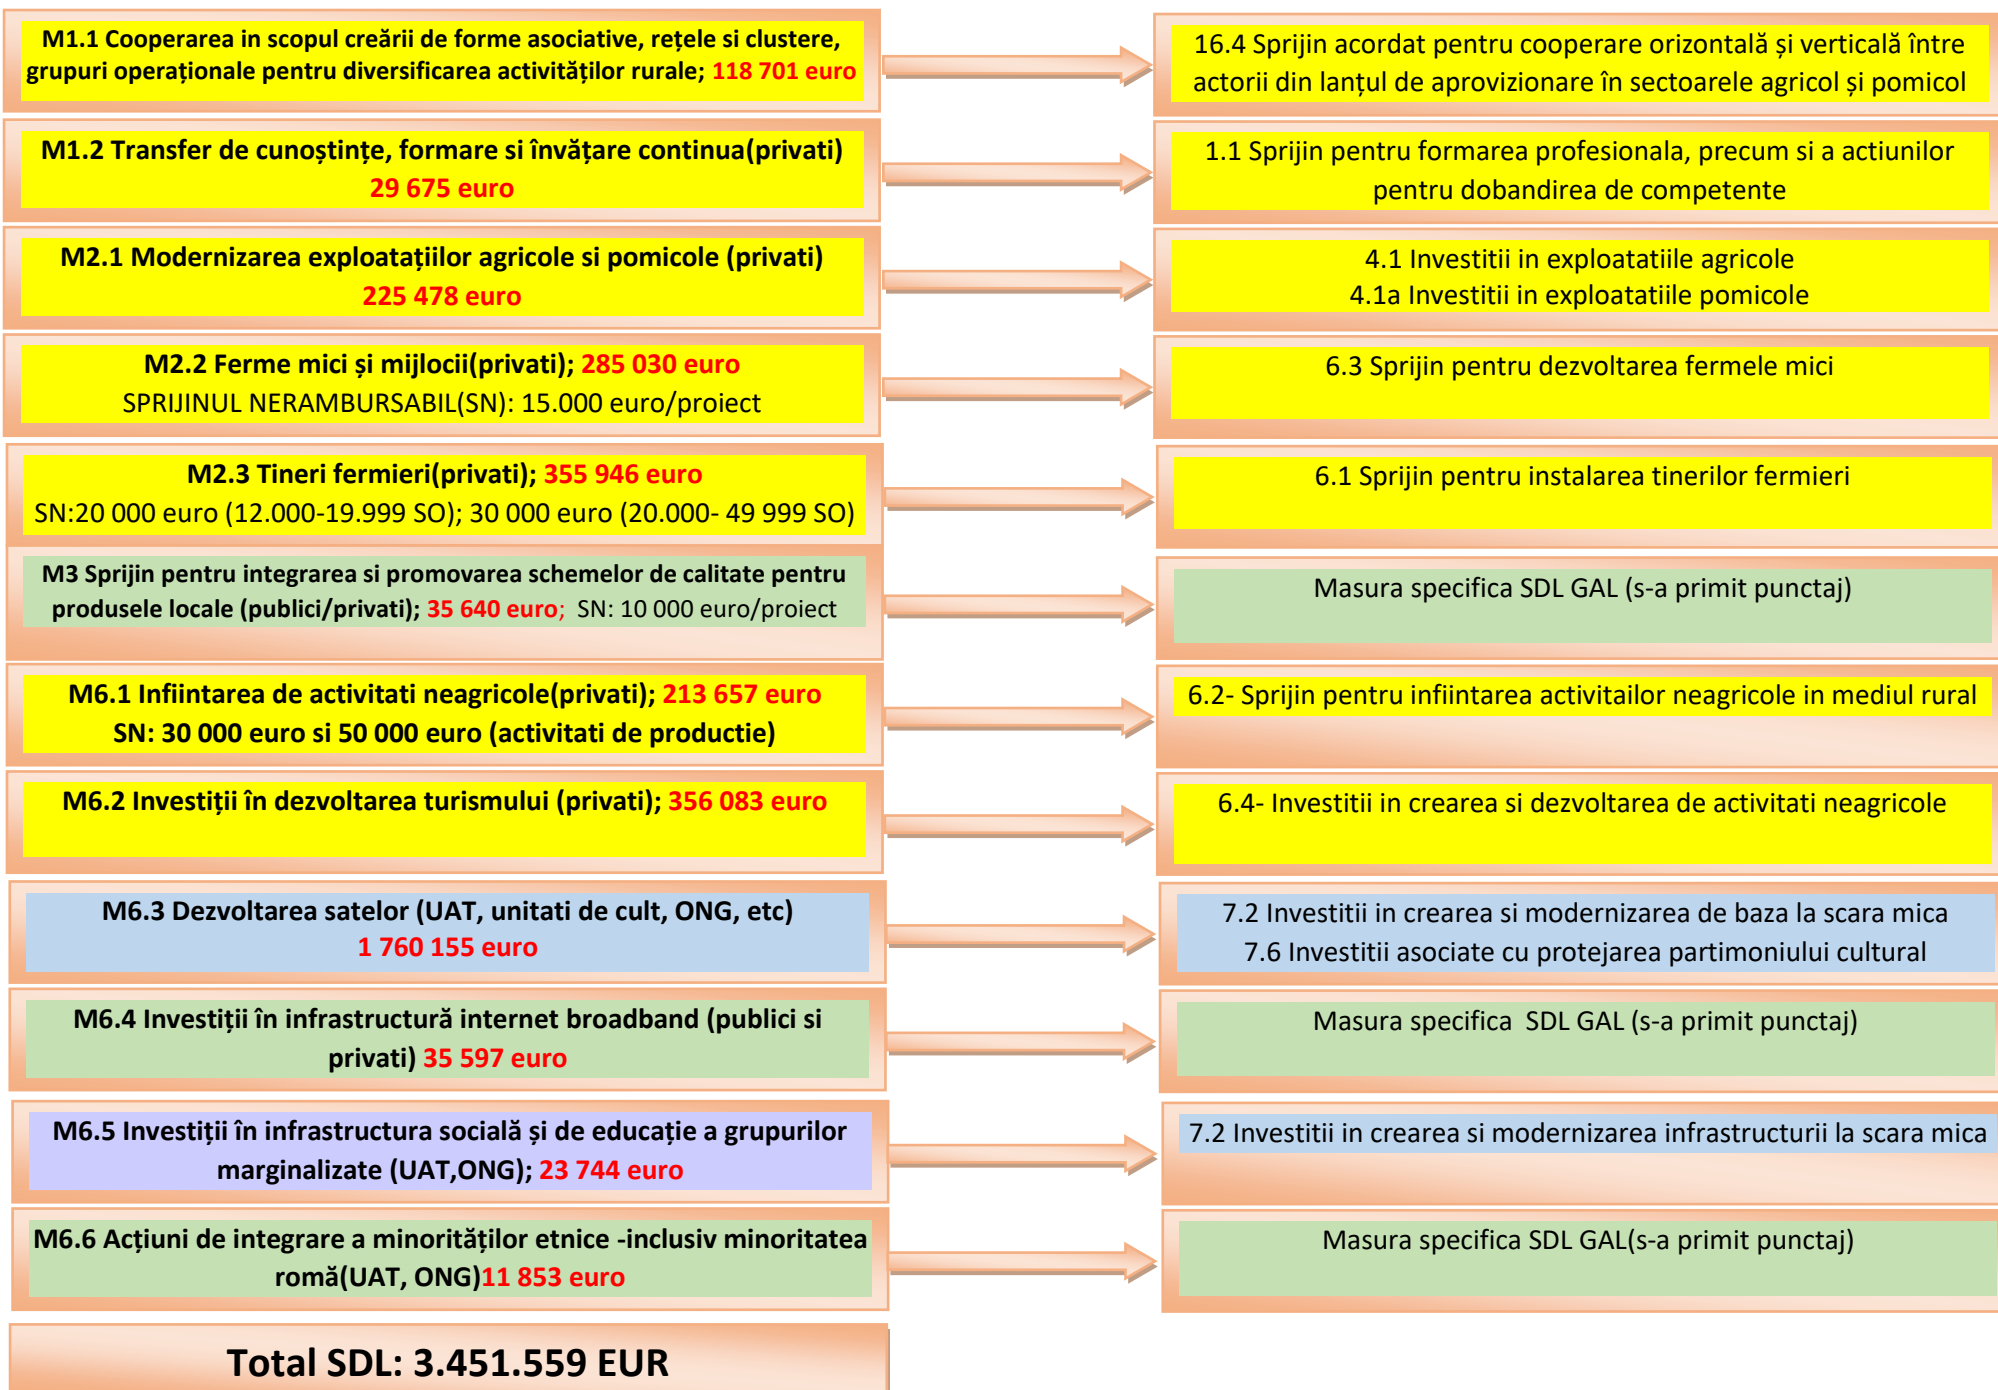 M1.1 Cooperarea in scopul creării de forme asociative, rețele si clustere,
grupuri operaționale pentru diversificarea activităților rurale; 118 701 euro
16.4 Sprijin acordat pentru cooperare orizontală și verticală între
actorii din lanțul de aprovizionare în sectoarele agricol și pomicol
M1.2 Transfer de cunoștințe, formare si învățare continua(privati)
29 675 euro
1.1 Sprijin pentru formarea profesionala, precum si a actiunilor
pentru dobandirea de competente
M2.1 Modernizarea exploatațiilor agricole si pomicole (privati)
225 478 euro
4.1 Investitii in exploatatiile agricole
4.1a Investitii in exploatatiile pomicole
M2.2 Ferme mici și mijlocii(privati); 285 030 euro
SPRIJINUL NERAMBURSABIL(SN): 15.000 euro/proiect
6.3 Sprijin pentru dezvoltarea fermele mici
M2.3 Tineri fermieri(privati); 355 946 euro
SN:20 000 euro (12.000-19.999 SO); 30 000 euro (20.000- 49 999 SO)
6.1 Sprijin pentru instalarea tinerilor fermieri
M3 Sprijin pentru integrarea si promovarea schemelor de calitate pentru
produsele locale (publici/privati); 35 640 euro; SN: 10 000 euro/proiect
Masura specifica SDL GAL (s-a primit punctaj)
M6.1 Infiintarea de activitati neagricole(privati); 213 657 euro
SN: 30 000 euro si 50 000 euro (activitati de productie)
6.2- Sprijin pentru infiintarea activitailor neagricole in mediul rural
M6.2 Investiții în dezvoltarea turismului (privati); 356 083 euro
6.4- Investitii in crearea si dezvoltarea de activitati neagricole
M6.3 Dezvoltarea satelor (UAT, unitati de cult, ONG, etc)
1 760 155 euro
7.2 Investitii in crearea si modernizarea de baza la scara mica
7.6 Investitii asociate cu protejarea partimoniului cultural
M6.4 Investiții în infrastructură internet broadband (publici si
privati) 35 597 euro
Masura specifica SDL GAL (s-a primit punctaj)
M6.5 Investiții în infrastructura socială și de educație a grupurilor
marginalizate (UAT,ONG); 23 744 euro
7.2 Investitii in crearea si modernizarea infrastructurii la scara mica
M6.6 Acțiuni de integrare a minorităților etnice -inclusiv minoritatea
romă(UAT, ONG)11 853 euro
Masura specifica SDL GAL(s-a primit punctaj)
Total SDL: 3.451.559 EUR